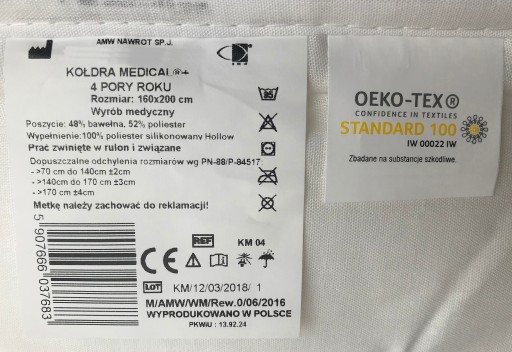 AMW NAWROT SP.J.
KOŁDRA MEDICAL®+
4 PORY ROKU
Rozmiar: 160x200 cm
Wyrób medyczny
Poszycie: 48% bawełna, 52% poliester
Wypełnienie:100% poliester silikonowany Hollow
Prać zwinięte w rulon i związane
Dopuszczalne odchylenia rozmiarów wg PN-88/P-84517:
->70 cm do 140cm ±2cm
->140cm do 170 cm ±3cm
->170 cm ±4cm
Metkę należy zachować do reklamacji!
5 907666 037683
REF KM 04
CE
LOT KM/12/03/2018/ 1
M/AMW/WM/Rew.0/06/2016
WYPRODUKOWANO W POLSCE
PKWiU : 13.92.24
OEKO-TEX®
CONFIDENCE IN TEXTILES
STANDARD 100
IW 00022 IW
Zbadane na substancje szkodliwe.